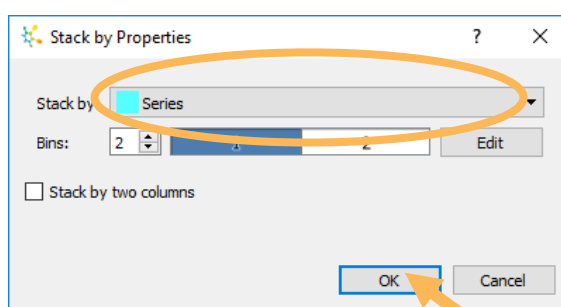 Stack by Properties ? ×
Stack by Series
Bins: 2 1 2 Edit
Stack by two columns
OK Cancel